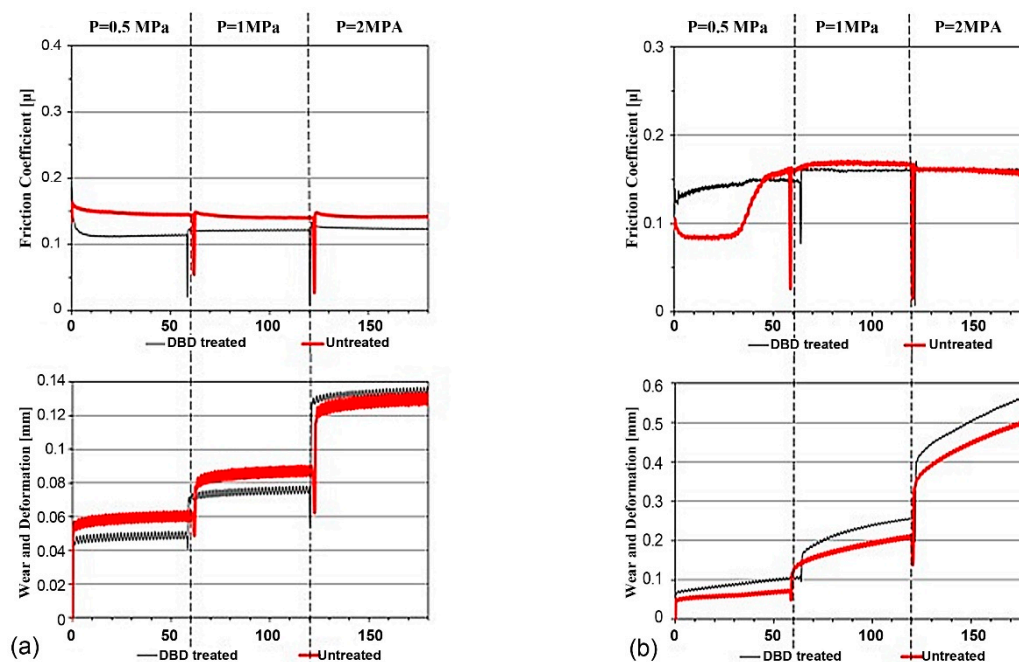 P=0.5 MPa P=1MPa P=2MPA
Friction Coefficient [µ]
0.4
0.3
0.2
0.1
0
0 50 100 150
DBD treated Untreated
Wear and Deformation [mm]
0.14
0.12
0.10
0.08
0.06
0.04
0.02
0.00
0 50 100 150
(a) DBD treated Untreated
P=0.5 MPa P=1MPa P=2MPA
Friction Coefficient [µ]
0.3
0.2
0.1
0
0 50 100 150
DBD treated Untreated
Wear and Deformation [mm]
0.6
0.5
0.4
0.3
0.2
0.1
0
0 50 100 150
(b) DBD treated Untreated